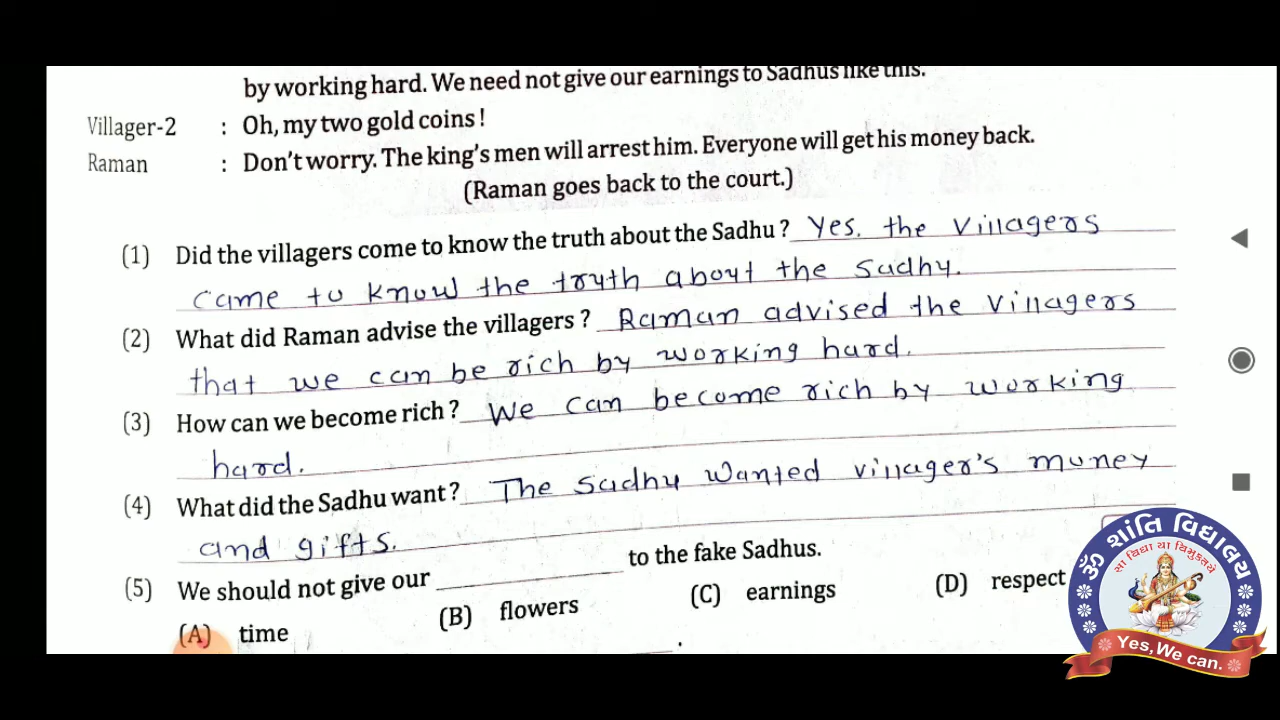 by working hard. We need not give our earnings to Sadhus like this.
Villager-2 : Oh, my two gold coins !
Raman : Don't worry. The king's men will arrest him. Everyone will get his money back.
(Raman goes back to the court.)
(1) Did the villagers come to know the truth about the Sadhu ? Yes. the villagers
came to know the truth about the sadhu.
(2) What did Raman advise the villagers ? Raman advised the villagers
that we can be rich by working hard.
(3) How can we become rich ? We can become rich by working
hard.
(4) What did the Sadhu want ? The sadhu wanted villager's money
and gifts.
(5) We should not give our ____________ to the fake Sadhus.
(A) time (B) flowers (C) earnings (D) respect
ૐ શાંતિ વિદ્યાલય
સા વિદ્યા યા વિમુક્તયે
Yes, We can.